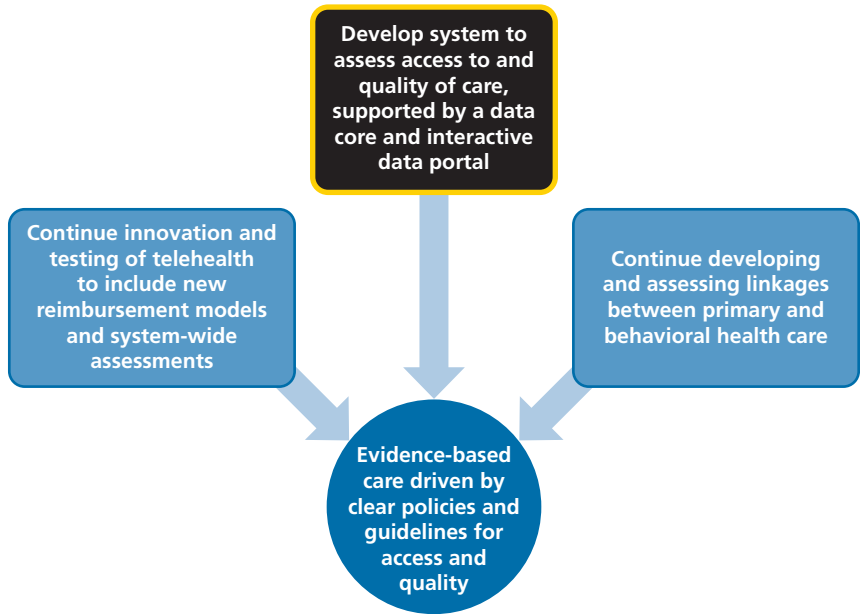 Develop system to
assess access to and
quality of care,
supported by a data
core and interactive
data portal
Continue innovation and
testing of telehealth
to include new
reimbursement models
and system-wide
assessments
Continue developing
and assessing linkages
between primary and
behavioral health care
Evidence-based
care driven by
clear policies and
guidelines for
access and
quality